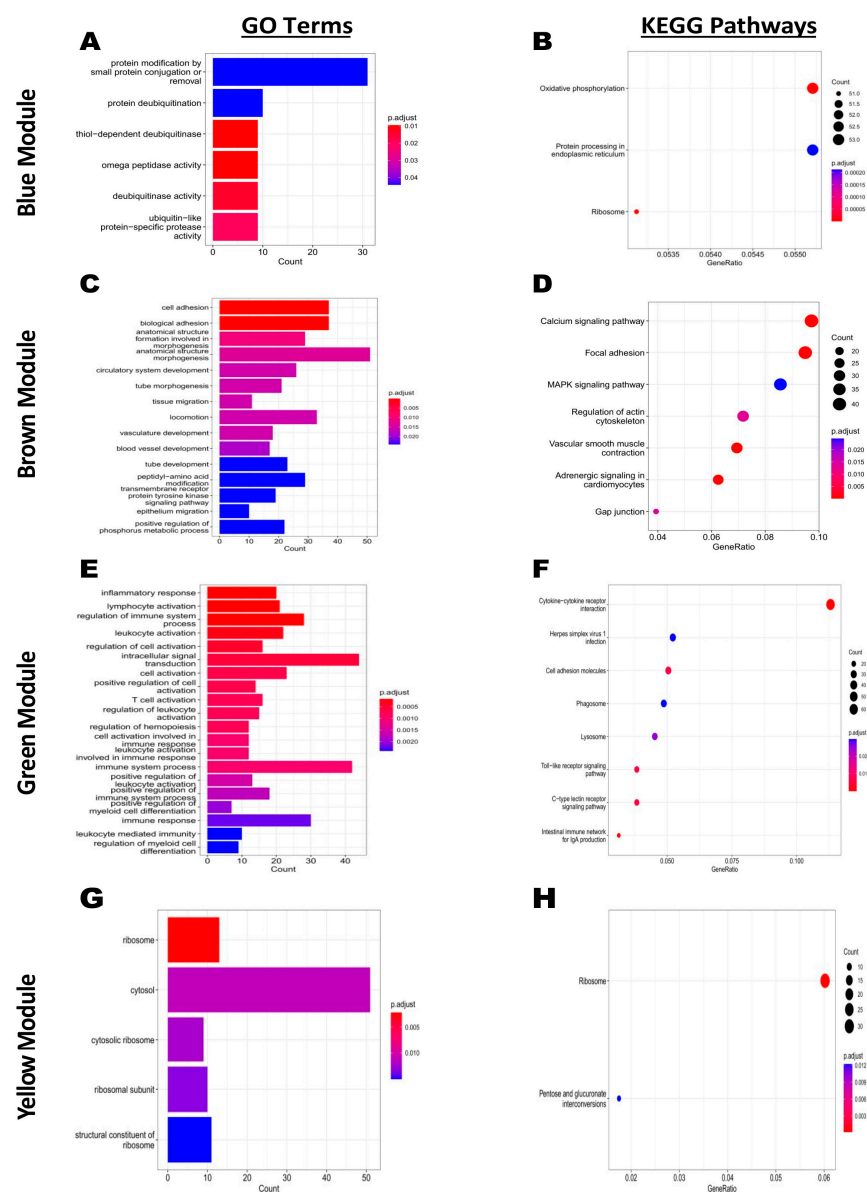 GO Terms
KEGG Pathways
Blue Module
A
protein modification by
small protein conjugation or
removal
protein deubiquitination
thiol−dependent deubiquitinase
omega peptidase activity
deubiquitinase activity
ubiquitin−like
protein−specific protease
activity
0 10 20 30
Count
p.adjust
0.01
0.02
0.03
0.04
B
Oxidative phosphorylation
Protein processing in
endoplasmic reticulum
Ribosome
0.0535 0.0540 0.0545 0.0550
GeneRatio
Count
51.0
51.5
52.0
52.5
53.0
p.adjust
0.00020
0.00015
0.00010
0.00005
Brown Module
C
cell adhesion
biological adhesion
anatomical structure
formation involved in
morphogenesis
anatomical structure
morphogenesis
circulatory system development
tube morphogenesis
tissue migration
locomotion
vasculature development
blood vessel development
tube development
peptidyl−amino acid
modification
transmembrane receptor
protein tyrosine kinase
signaling pathway
epithelium migration
positive regulation of
phosphorus metabolic process
0 10 20 30 40 50
Count
p.adjust
0.005
0.010
0.015
0.020
D
Calcium signaling pathway
Focal adhesion
MAPK signaling pathway
Regulation of actin
cytoskeleton
Vascular smooth muscle
contraction
Adrenergic signaling in
cardiomyocytes
Gap junction
0.04 0.06 0.08 0.10
GeneRatio
Count
20
25
30
35
40
p.adjust
0.020
0.015
0.010
0.005
Green Module
E
inflammatory response
lymphocyte activation
regulation of immune system
process
leukocyte activation
regulation of cell activation
intracellular signal
transduction
cell activation
positive regulation of cell
activation
T cell activation
regulation of leukocyte
activation
regulation of hemopoiesis
cell activation involved in
immune response
leukocyte activation
involved in immune response
immune system process
positive regulation of
leukocyte activation
positive regulation of
immune system process
positive regulation of
myeloid cell differentiation
immune response
leukocyte mediated immunity
regulation of myeloid cell
differentiation
0 10 20 30 40
Count
p.adjust
0.0005
0.0010
0.0015
0.0020
F
Cytokine−cytokine receptor
interaction
Herpes simplex virus 1
infection
Cell adhesion molecules
Phagosome
Lysosome
Toll−like receptor signaling
pathway
C−type lectin receptor
signaling pathway
Intestinal immune network
for IgA production
0.050 0.075 0.100
GeneRatio
Count
20
30
40
50
60
p.adjust
0.02
0.01
Yellow Module
G
ribosome
cytosol
cytosolic ribosome
ribosomal subunit
structural constituent of
ribosome
0 10 20 30 40 50
Count
p.adjust
0.005
0.010
H
Ribosome
Pentose and glucuronate
interconversions
0.02 0.03 0.04 0.05 0.06
GeneRatio
Count
10
15
20
25
30
p.adjust
0.012
0.009
0.006
0.003